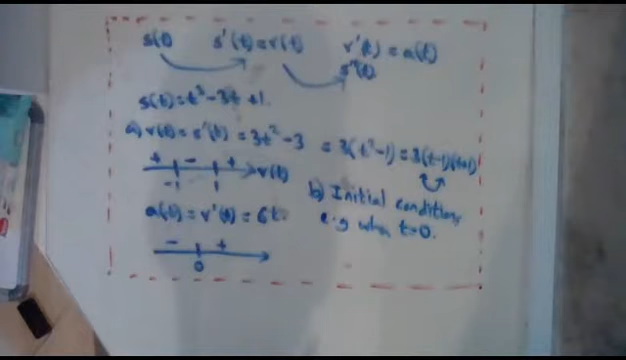 s(t) s'(t) = v(t) v'(t) = a(t)
s''(t)
s(t) = t³ - 3t + 1.
a) v(t) = s'(t) = 3t² - 3 = 3(t² - 1) = 3(t-1)(t+1)
+ - + v(t)
-1 1
b) Initial conditions
e.g when t=0.
a(t) = v'(t) = 6t.
- +
0